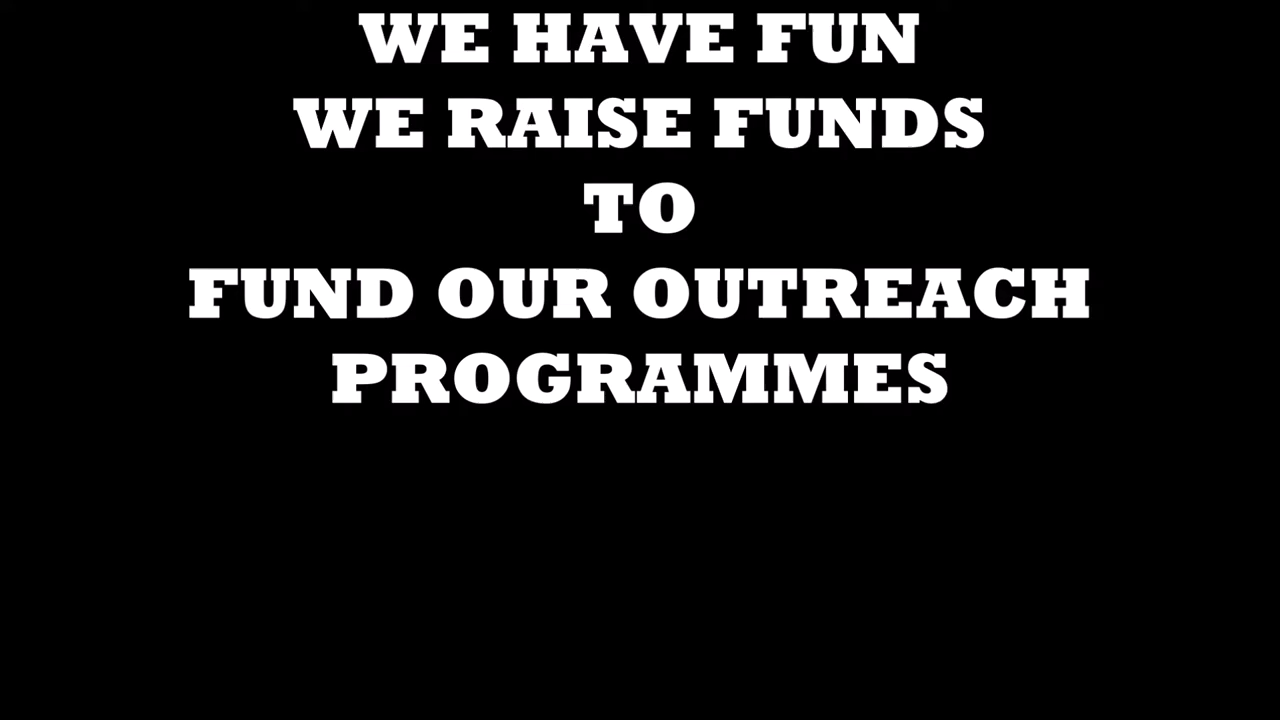 WE HAVE FUN
WE RAISE FUNDS
TO
FUND OUR OUTREACH
PROGRAMMES